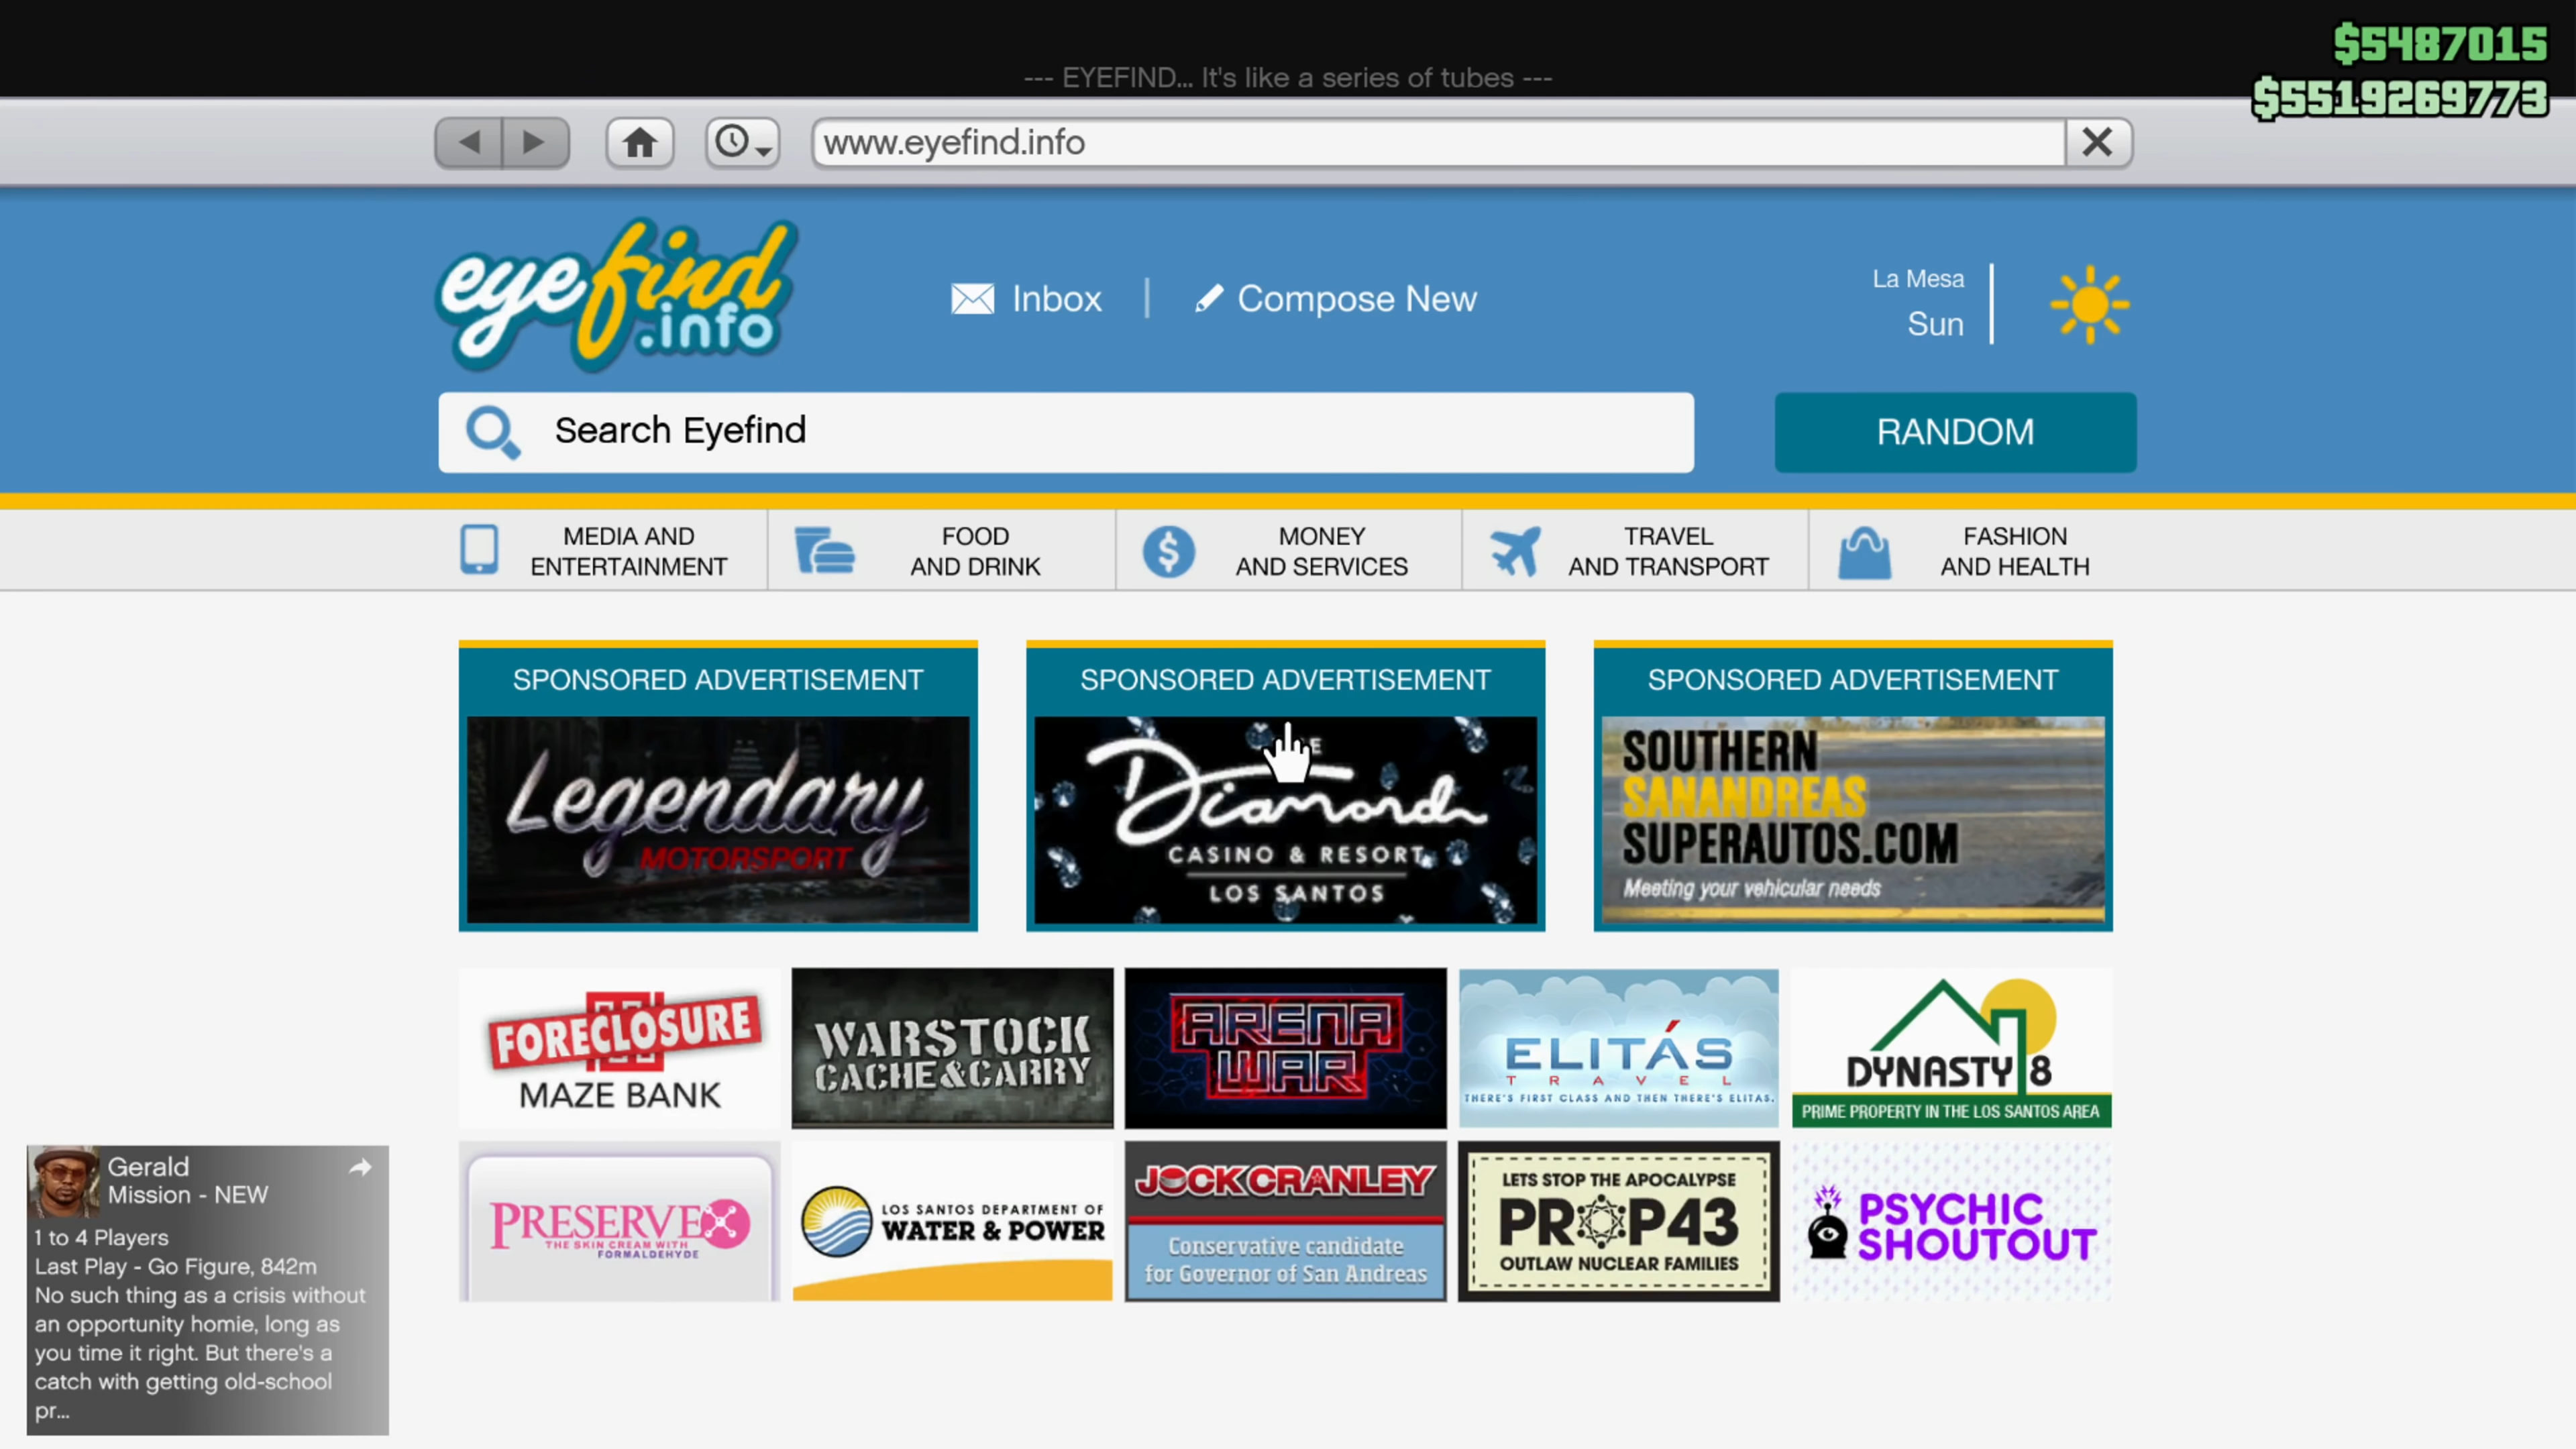 $5487015
--- EYEFIND... It's like a series of tubes ---
$5519269773
www.eyefind.info
eyefind
.info
Inbox
Compose New
La Mesa
Sun
Search Eyefind
RANDOM
MEDIA AND
ENTERTAINMENT
FOOD
AND DRINK
MONEY
AND SERVICES
TRAVEL
AND TRANSPORT
FASHION
AND HEALTH
SPONSORED ADVERTISEMENT
Legendary
MOTORSPORT
SPONSORED ADVERTISEMENT
Diamond
CASINO & RESORT
LOS SANTOS
SPONSORED ADVERTISEMENT
SOUTHERN
SANANDREAS
SUPERAUTOS.COM
Meeting your vehicular needs
FORECLOSURE
MAZE BANK
WARSTOCK
CACHE&CARRY
ARENA
WAR
ELITÁS
TRAVEL
THERE'S FIRST CLASS AND THEN THERE'S ELITAS.
DYNASTY 8
PRIME PROPERTY IN THE LOS SANTOS AREA
PRESERVEX
THE SKIN CREAM WITH
FORMALDEHYDE
LOS SANTOS DEPARTMENT OF
WATER & POWER
JOCK CRANLEY
Conservative candidate
for Governor of San Andreas
LETS STOP THE APOCALYPSE
PROP43
OUTLAW NUCLEAR FAMILIES
PSYCHIC
SHOUTOUT
Gerald
Mission - NEW
1 to 4 Players
Last Play - Go Figure, 842m
No such thing as a crisis without
an opportunity homie, long as
you time it right. But there's a
catch with getting old-school
pr...